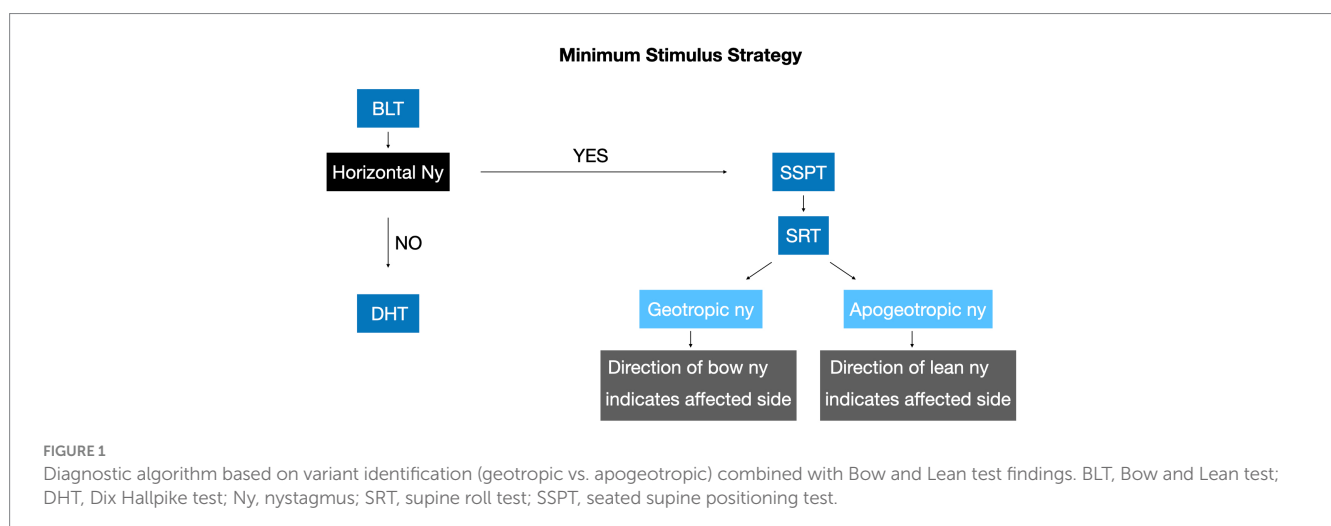 Minimum Stimulus Strategy
BLT
Horizontal Ny
YES
SSPT
SRT
NO
DHT
Geotropic ny
Apogeotropic ny
Direction of bow ny
indicates affected side
Direction of lean ny
indicates affected side
FIGURE 1
Diagnostic algorithm based on variant identification (geotropic vs. apogeotropic) combined with Bow and Lean test findings. BLT, Bow and Lean test;
DHT, Dix Hallpike test; Ny, nystagmus; SRT, supine roll test; SSPT, seated supine positioning test.